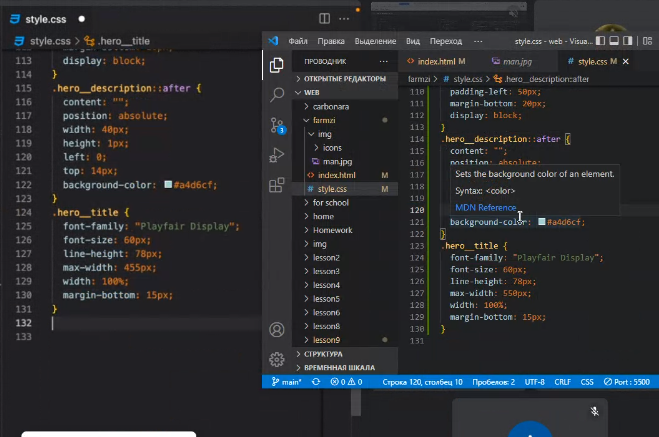 style.css
style.css > .hero__title
113 display: block;
114 }
115 .hero__description::after {
116 content: "";
117 position: absolute;
118 width: 40px;
119 height: 1px;
120 left: 0;
121 top: 14px;
122 background-color: #a4d6cf;
123 }
124 .hero__title {
125 font-family: "Playfair Display";
126 font-size: 60px;
127 line-height: 78px;
128 max-width: 455px;
129 width: 100%;
130 margin-bottom: 15px;
131 }
132
133
Файл Правка Выделение Вид Переход ... style.css - web - Visua...
ПРОВОДНИК ...
ОТКРЫТЫЕ РЕДАКТОРЫ
WEB
carbonara
farmzi
img
icons
man.jpg
index.html M
style.css M
for school
home
Homework
img
lesson2
lesson3
lesson4
lesson5
lesson6
lesson8
lesson9
СТРУКТУРА
ВРЕМЕННАЯ ШКАЛА
3
index.html M man.jpg style.css M
farmzi > style.css > .hero__description::after
110 padding-left: 50px;
111 margin-bottom: 20px;
112 display: block;
113 }
114 .hero__description::after {
115 content: "";
116 position: absolute;
117
118
119
120
Sets the background color of an element.
Syntax: <color>
MDN Reference
121 background-color: #a4d6cf;
122 }
123 .hero__title {
124 font-family: "Playfair Display";
125 font-size: 60px;
126 line-height: 78px;
127 max-width: 550px;
128 width: 100%;
129 margin-bottom: 15px;
130 }
131
main* 0 0 Строка 120, столбец 10 Пробелов: 2 UTF-8 CRLF CSS Port : 5500